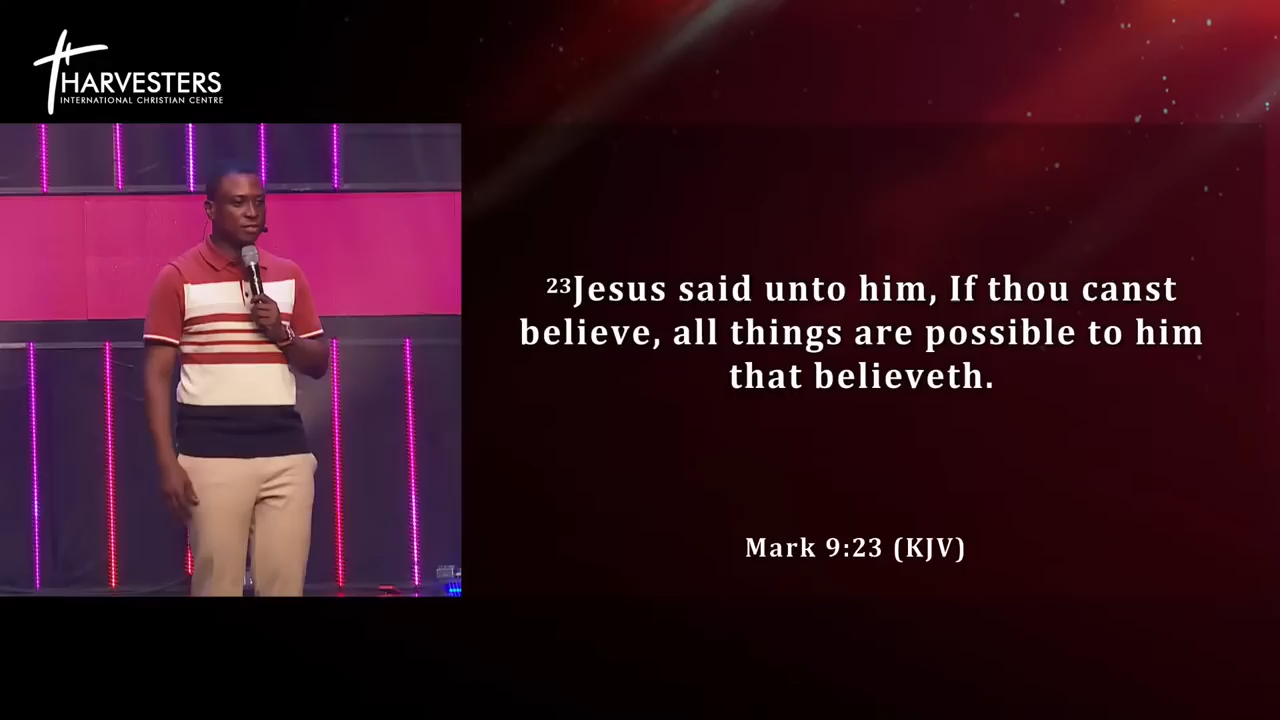 HARVESTERS
INTERNATIONAL CHRISTIAN CENTRE
²³Jesus said unto him, If thou canst
believe, all things are possible to him
that believeth.
Mark 9:23 (KJV)